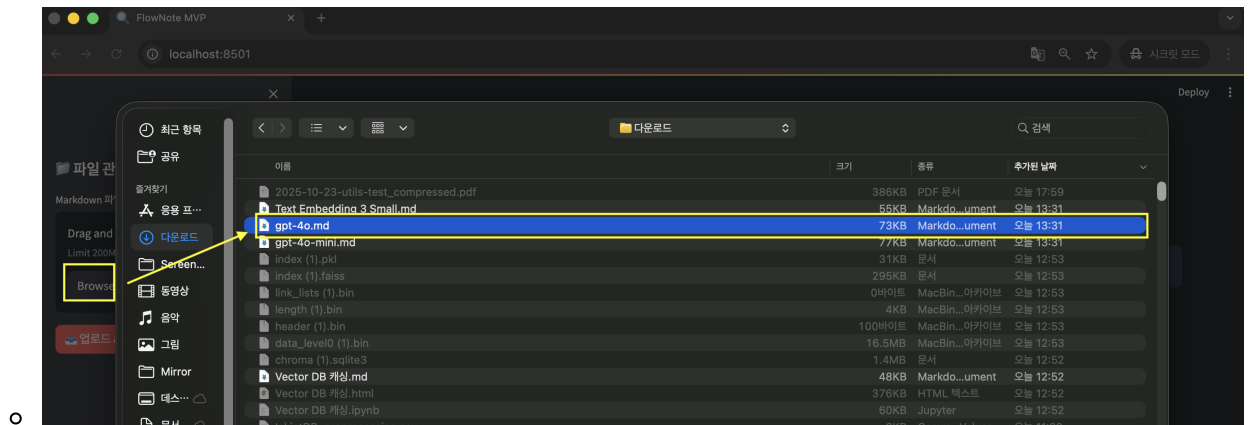 FlowNote MVP
localhost:8501
시크릿 모드
Deploy
파일 관
Markdown 파
Drag and
Limit 200M
Browse
업로드
최근 항목
공유
즐겨찾기
응용 프…
다운로드
Screen...
동영상
음악
그림
Mirror
데스…
다운로드
검색
이름 크기 종류 추가된 날짜
2025-10-23-utils-test_compressed.pdf 386KB PDF 문서 오늘 17:59
Text Embedding 3 Small.md 55KB Markdo...ument 오늘 13:31
gpt-4o.md 73KB Markdo...ument 오늘 13:31
gpt-4o-mini.md 77KB Markdo...ument 오늘 13:31
index (1).pkl 31KB 문서 오늘 12:53
index (1).faiss 295KB 문서 오늘 12:53
link_lists (1).bin 0바이트 MacBin...아카이브 오늘 12:53
length (1).bin 4KB MacBin...아카이브 오늘 12:53
header (1).bin 100바이트 MacBin...아카이브 오늘 12:53
data_level0 (1).bin 16.5MB MacBin...아카이브 오늘 12:53
chroma (1).sqlite3 1.4MB 문서 오늘 12:52
Vector DB 캐싱.md 48KB Markdo...ument 오늘 12:52
Vector DB 캐싱.html 376KB HTML 텍스트 오늘 12:52
Vector DB 캐싱.ipynb 60KB Jupyter 오늘 12:52